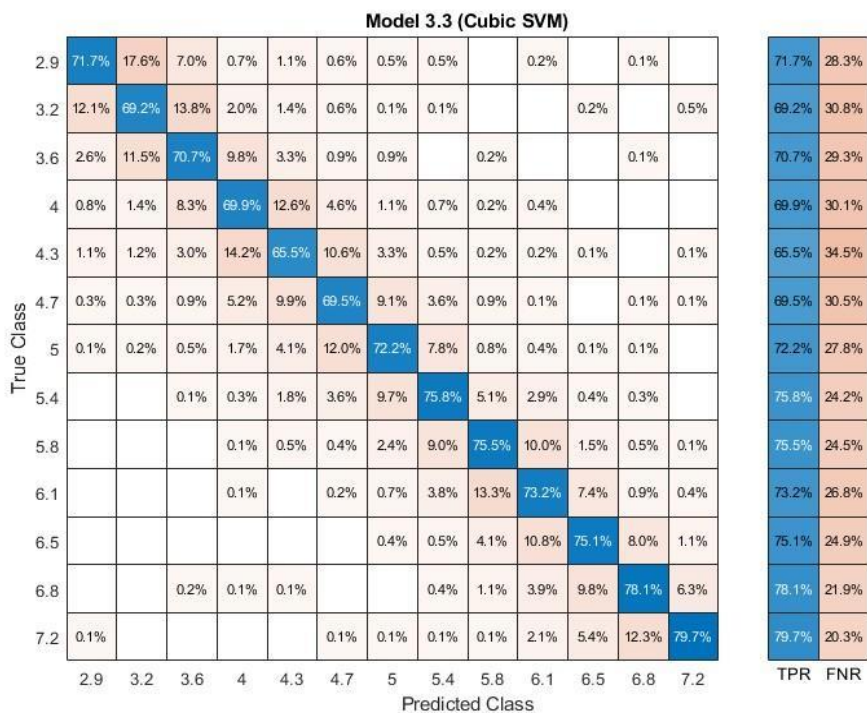 Model 3.3 (Cubic SVM)
2.9 71.7% 17.6% 7.0% 0.7% 1.1% 0.6% 0.5% 0.5% 0.2% 0.1% 71.7% 28.3%
3.2 12.1% 69.2% 13.8% 2.0% 1.4% 0.6% 0.1% 0.1% 0.2% 0.5% 69.2% 30.8%
3.6 2.6% 11.5% 70.7% 9.8% 3.3% 0.9% 0.9% 0.2% 0.1% 70.7% 29.3%
4 0.8% 1.4% 8.3% 69.9% 12.6% 4.6% 1.1% 0.7% 0.2% 0.4% 69.9% 30.1%
4.3 1.1% 1.2% 3.0% 14.2% 65.5% 10.6% 3.3% 0.5% 0.2% 0.2% 0.1% 0.1% 65.5% 34.5%
4.7 0.3% 0.3% 0.9% 5.2% 9.9% 69.5% 9.1% 3.6% 0.9% 0.1% 0.1% 0.1% 69.5% 30.5%
True Class
5 0.1% 0.2% 0.5% 1.7% 4.1% 12.0% 72.2% 7.8% 0.8% 0.4% 0.1% 0.1% 72.2% 27.8%
5.4 0.1% 0.3% 1.8% 3.6% 9.7% 75.8% 5.1% 2.9% 0.4% 0.3% 75.8% 24.2%
5.8 0.1% 0.5% 0.4% 2.4% 9.0% 75.5% 10.0% 1.5% 0.5% 0.1% 75.5% 24.5%
6.1 0.1% 0.2% 0.7% 3.8% 13.3% 73.2% 7.4% 0.9% 0.4% 73.2% 26.8%
6.5 0.4% 0.5% 4.1% 10.8% 75.1% 8.0% 1.1% 75.1% 24.9%
6.8 0.2% 0.1% 0.1% 0.4% 1.1% 3.9% 9.8% 78.1% 6.3% 78.1% 21.9%
7.2 0.1% 0.1% 0.1% 0.1% 0.1% 2.1% 5.4% 12.3% 79.7% 79.7% 20.3%
2.9 3.2 3.6 4 4.3 4.7 5 5.4 5.8 6.1 6.5 6.8 7.2 TPR FNR
Predicted Class